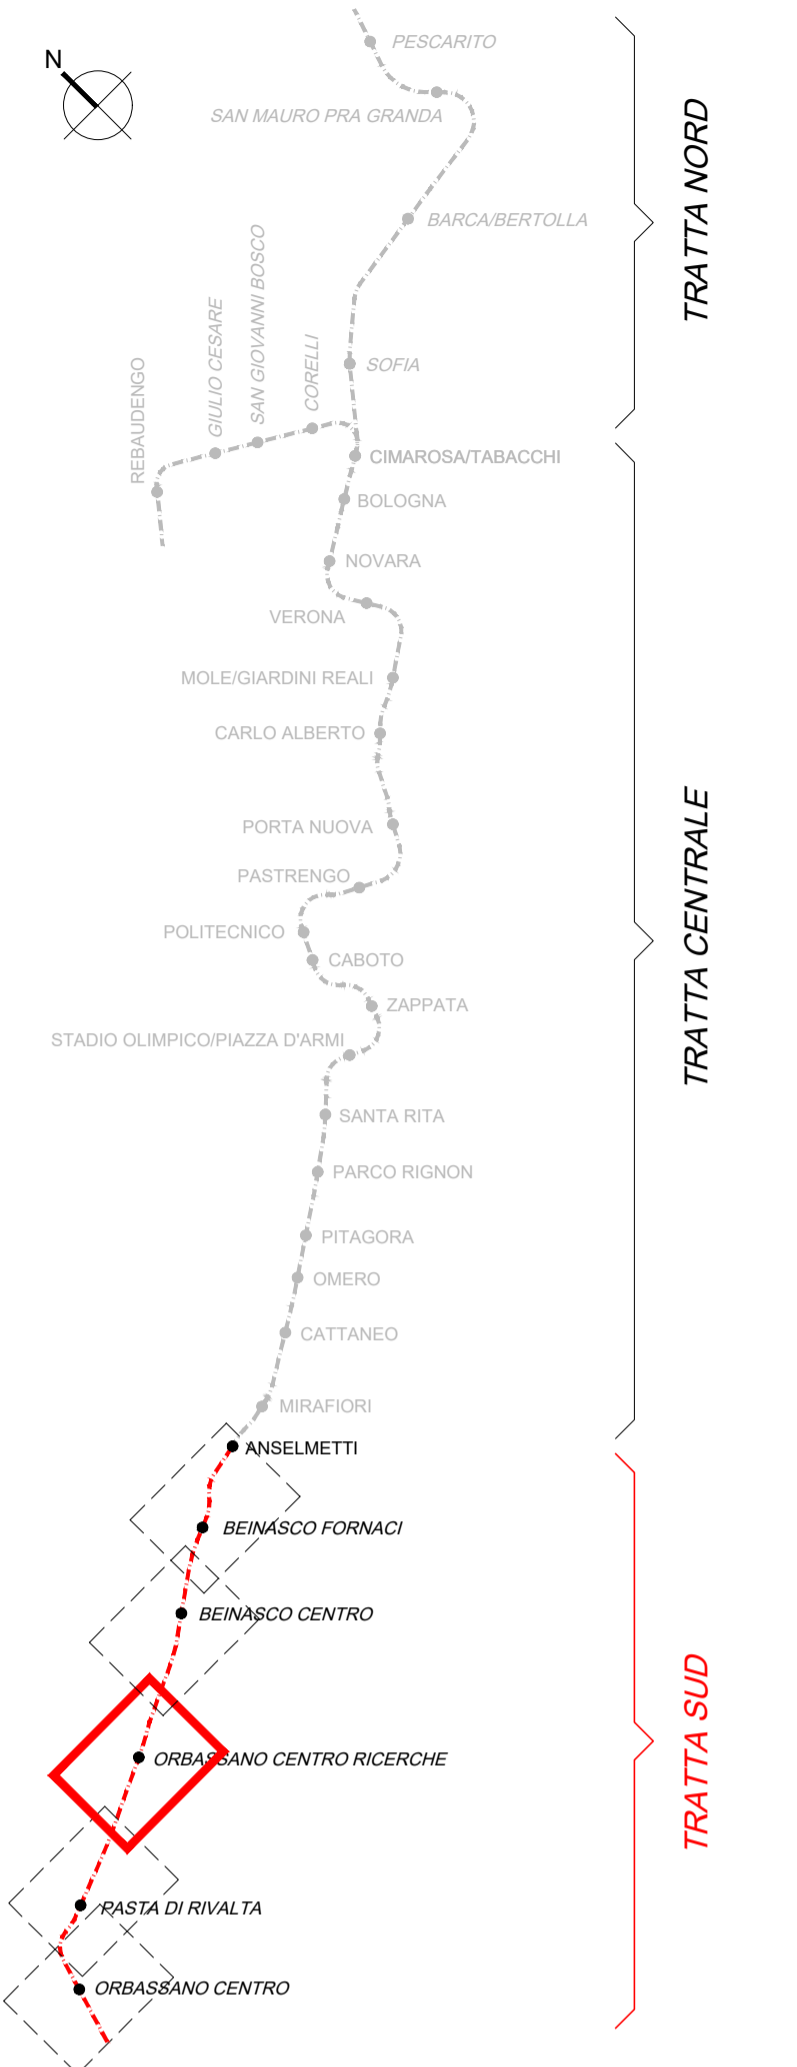 PESCARITO
N
SAN MAURO PRA GRANDA
TRATTA NORD
BARCA/BERTOLLA
REBAUDENGO
GIULIO CESARE
SAN GIOVANNI BOSCO
CORELLI
SOFIA
CIMAROSA/TABACCHI
BOLOGNA
NOVARA
VERONA
MOLE/GIARDINI REALI
CARLO ALBERTO
PORTA NUOVA
PASTRENGO
POLITECNICO
CABOTO
TRATTA CENTRALE
ZAPPATA
STADIO OLIMPICO/PIAZZA D'ARMI
SANTA RITA
PARCO RIGNON
PITAGORA
OMERO
CATTANEO
MIRAFIORI
ANSELMETTI
BEINASCO FORNACI
BEINASCO CENTRO
ORBASSANO CENTRO RICERCHE
TRATTA SUD
PASTA DI RIVALTA
ORBASSANO CENTRO